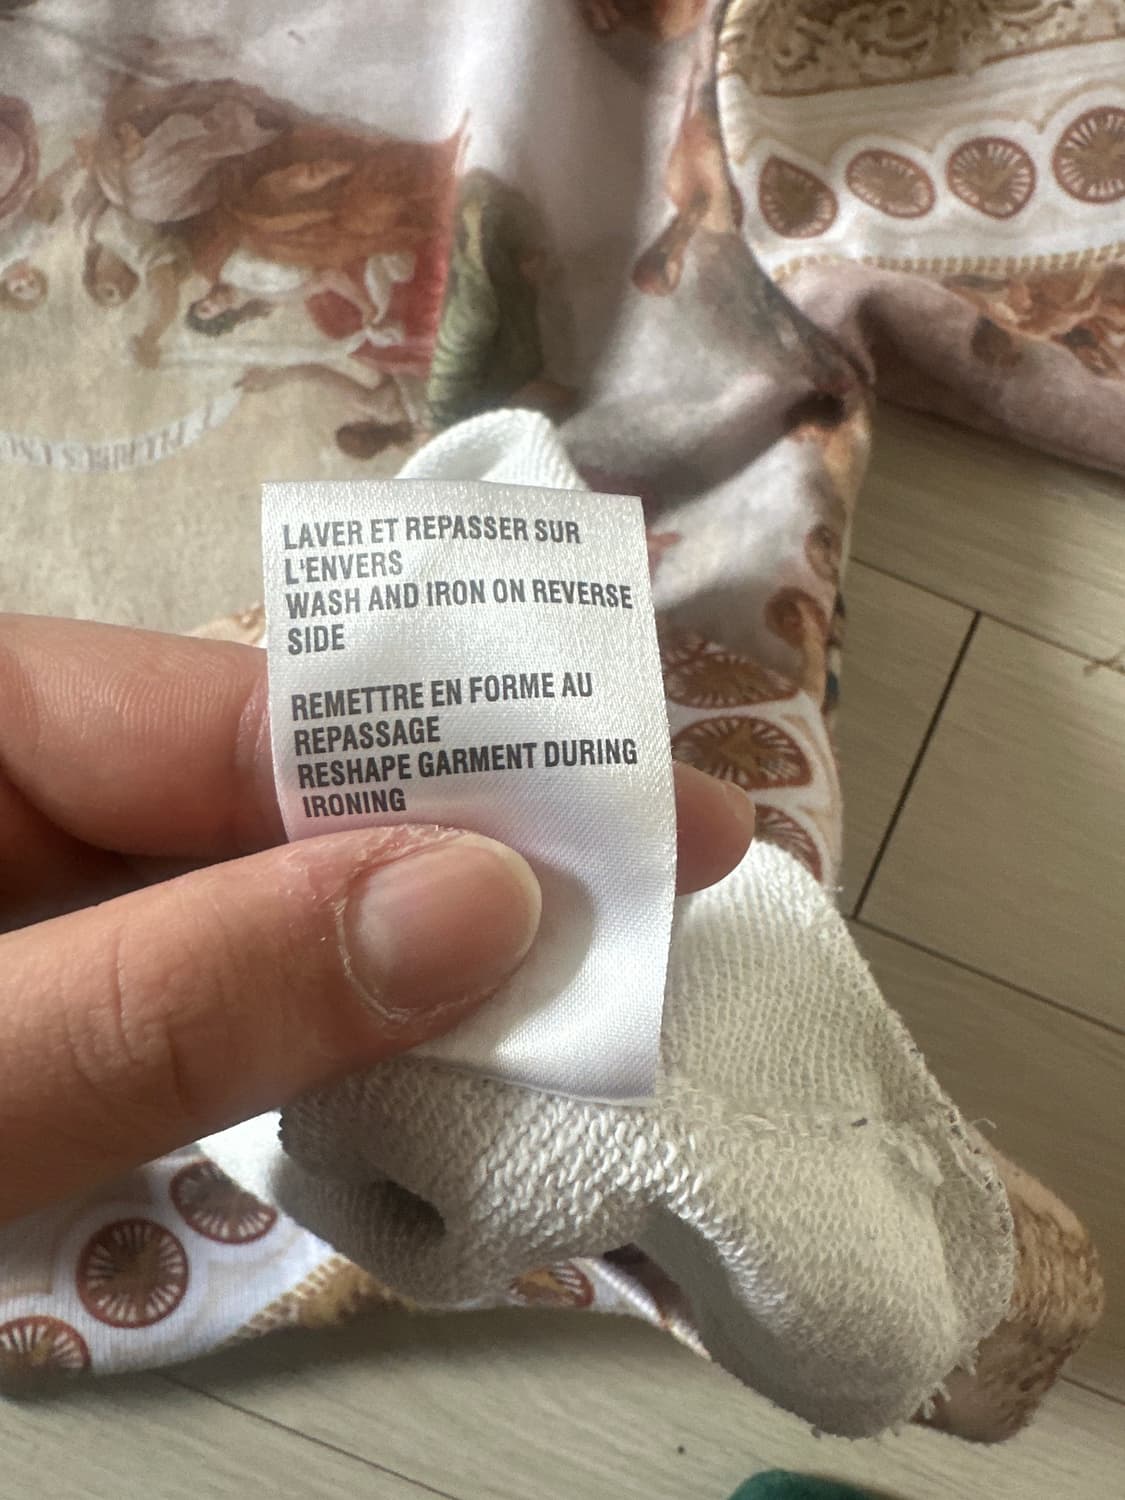 LAVER ET REPASSER SUR
L'ENVERS
WASH AND IRON ON REVERSE
SIDE
REMETTRE EN FORME AU
REPASSAGE
RESHAPE GARMENT DURING
IRONING